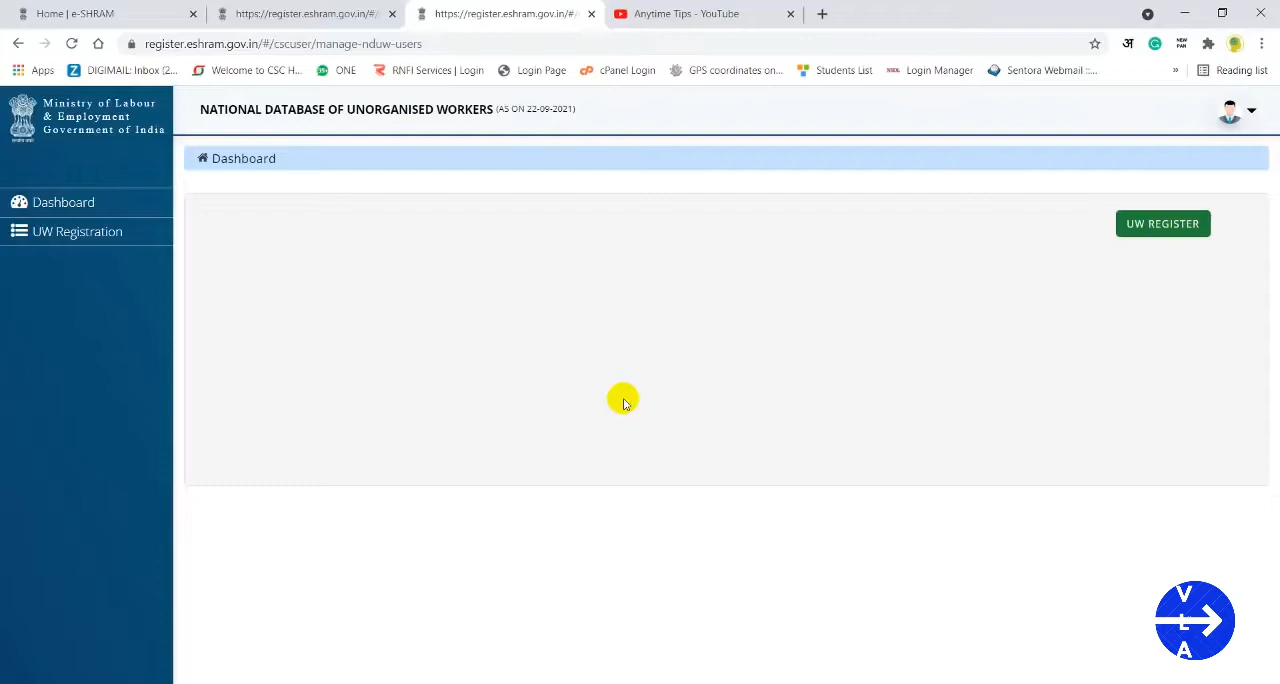 Home | e-SHRAM
https://register.eshram.gov.in/#/
https://register.eshram.gov.in/#/
Anytime Tips - YouTube
register.eshram.gov.in/#/cscuser/manage-nduw-users
अ
NEW
PAN
Apps
DIGIMAIL: Inbox (2...
Welcome to CSC H...
ONE
RNFI Services | Login
Login Page
cPanel Login
GPS coordinates on...
Students List
Login Manager
Sentora Webmail ::...
»
Reading list
Ministry of Labour
& Employment
Government of India
NATIONAL DATABASE OF UNORGANISED WORKERS (AS ON 22-09-2021)
Dashboard
Dashboard
UW Registration
UW REGISTER
V
L
A